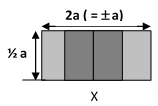 2a ( = ±a)
½ a
X